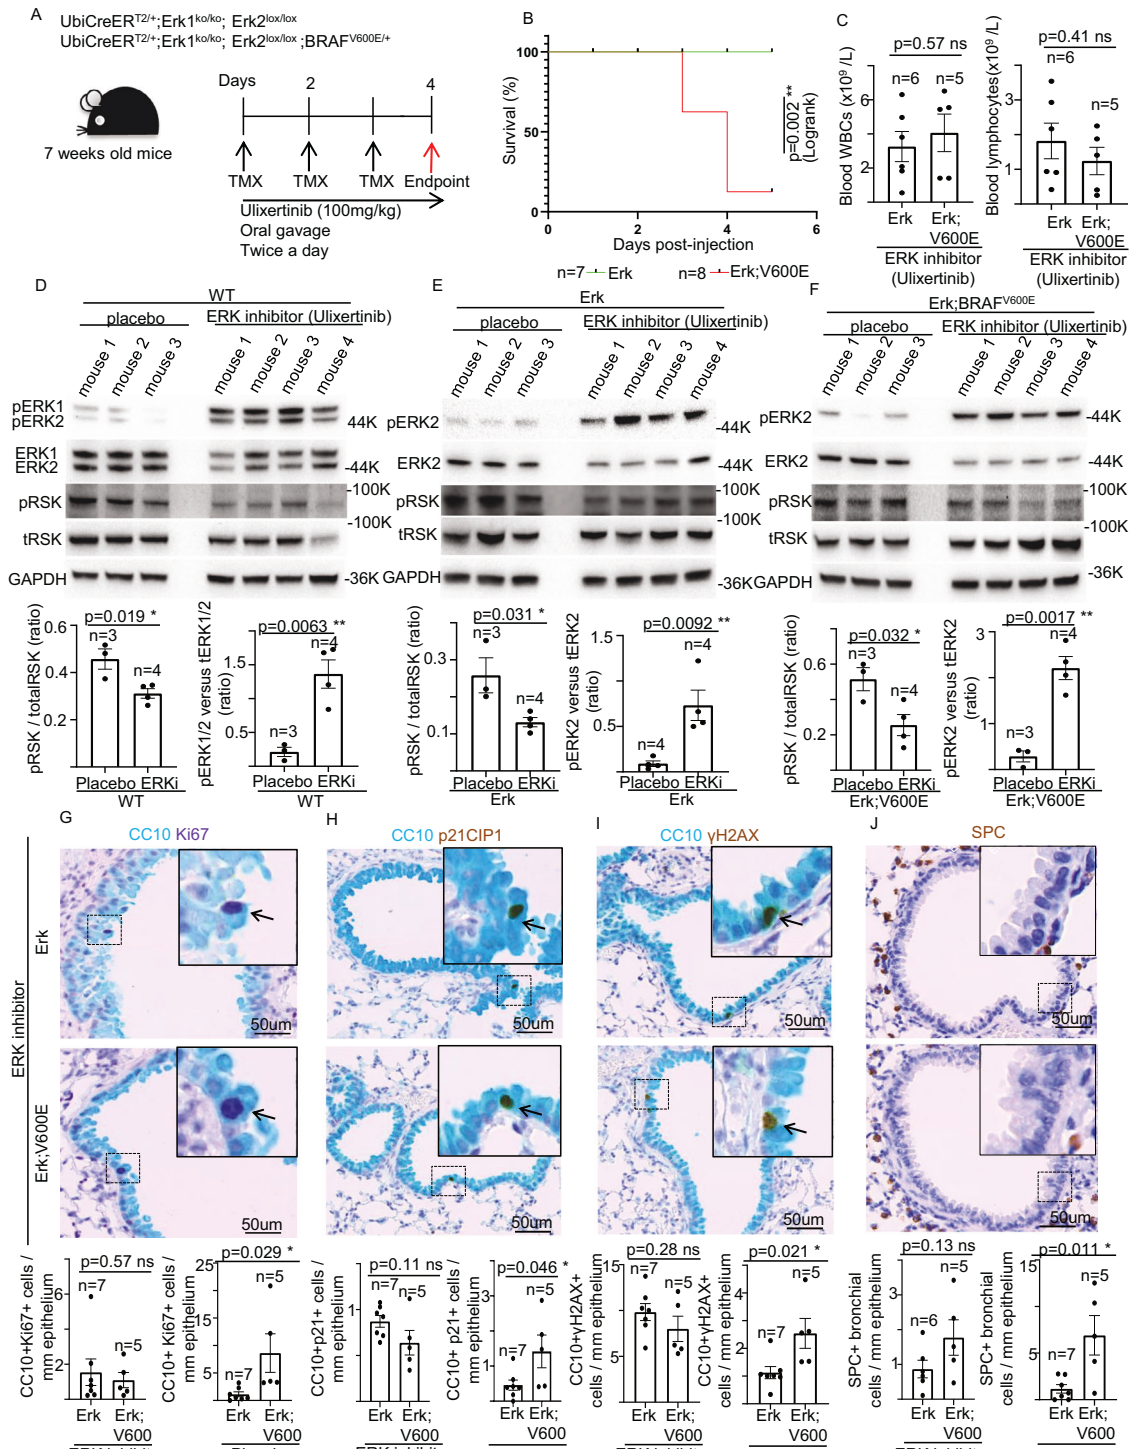 A
UbiCreER^T2/+;Erk1^ko/ko; Erk2^lox/lox
UbiCreER^T2/+;Erk1^ko/ko; Erk2^lox/lox ;BRAF^V600E/+
7 weeks old mice
Days 2 4
TMX TMX TMX Endpoint
Ulixertinib (100mg/kg)
Oral gavage
Twice a day
B
Survival (%)
100
50
0
0 2 4 6
Days post-injection
p=0.002 **
(Logrank)
n=7 Erk n=8 Erk;V600E
C
p=0.57 ns
n=6 n=5
Blood WBCs (x10⁹ /L)
6
2
Erk Erk;
V600E
ERK inhibitor
(Ulixertinib)
p=0.41 ns
n=6
n=5
Blood lymphocytes(x10⁹ /L)
3
1
Erk Erk;
V600E
ERK inhibitor
(Ulixertinib)
D
WT
placebo ERK inhibitor (Ulixertinib)
mouse 1 mouse 2 mouse 3 mouse 1 mouse 2 mouse 3 mouse 4
pERK1
pERK2 44K
ERK1
ERK2 -44K
pRSK -100K
tRSK -100K
GAPDH -36K
p=0.019 *
n=3
n=4
pRSK / totalRSK (ratio)
0.6
0.4
0.2
Placebo ERKi
WT
p=0.0063 **
n=4
n=3
pERK1/2 versus tERK1/2
(ratio)
1.5
.5
Placebo ERKi
WT
E
Erk
placebo ERK inhibitor (Ulixertinib)
mouse 1 mouse 2 mouse 3 mouse 1 mouse 2 mouse 3 mouse 4
pERK2 -44K
ERK2 -44K
pRSK -100K
tRSK -100K
GAPDH -36K
p=0.031 *
n=3
n=4
pRSK / totalRSK (ratio)
0.3
0.1
Placebo ERKi
Erk
p=0.0092 **
n=4
n=4
pERK2 versus tERK2
(ratio)
1.5
0.5
Placebo ERKi
Erk
F
Erk;BRAF^V600E
placebo ERK inhibitor (Ulixertinib)
mouse 1 mouse 2 mouse 3 mouse 1 mouse 2 mouse 3 mouse 4
pERK2 -44K
ERK2 -44K
pRSK -100K
tRSK -100K
GAPDH -36K
p=0.032 *
n=3
n=4
pRSK / totalRSK (ratio)
0.6
0.2
Placebo ERKi
Erk;V600E
p=0.0017 **
n=4
n=3
pERK2 versus tERK2
(ratio)
3
1
Placebo ERKi
Erk;V600E
G
CC10 Ki67
H
CC10 p21CIP1
I
CC10 γH2AX
J
SPC
ERK inhibitor
Erk
50um
50um
50um
50um
Erk;V600E
50um
50um
50um
50um
p=0.57 ns
n=7
n=5
CC10+Ki67+ cells /
mm epithelium
6
2
Erk Erk;
V600
p=0.029 *
n=5
n=7
CC10+ Ki67+ cells /
mm epithelium
25
15
5
Erk Erk;
V600
p=0.11 ns
n=7 n=5
CC10+p21+ cells /
mm epithelium
1
Erk Erk;
V600
p=0.046 *
n=5
n=7
CC10+ p21+ cells /
mm epithelium
3
1
Erk Erk;
V600
p=0.28 ns
n=7 n=5
CC10+γH2AX+
cells / mm epithelium
15
10
5
Erk Erk;
V600
p=0.021 *
n=5
n=7
CC10+γH2AX+
cells / mm epithelium
4
2
Erk Erk;
V600
p=0.13 ns
n=5
n=6
SPC+ bronchial
cells / mm epithelium
3
1
Erk Erk;
V600
p=0.011 *
n=5
n=7
SPC+ bronchial
cells / mm epithelium
15
5
Erk Erk;
V600